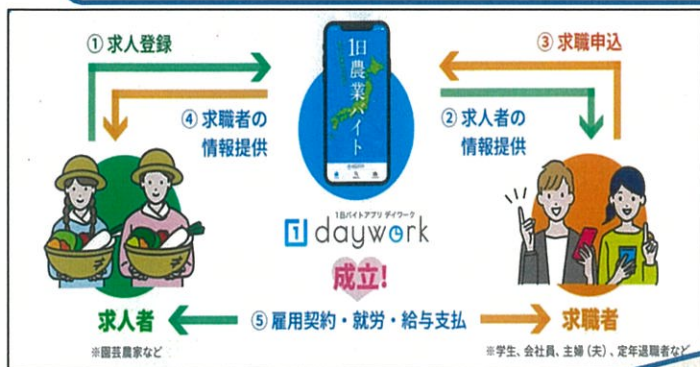 ① 求人登録
③ 求職申込
1日農業バイト
④ 求職者の
情報提供
② 求人者の
情報提供
1日バイトアプリ デイワーク
1 daywork
成立!
求人者
⑤ 雇用契約・就労・給与支払
求職者
※園芸農家など
※学生、会社員、主婦(夫)、定年退職者など